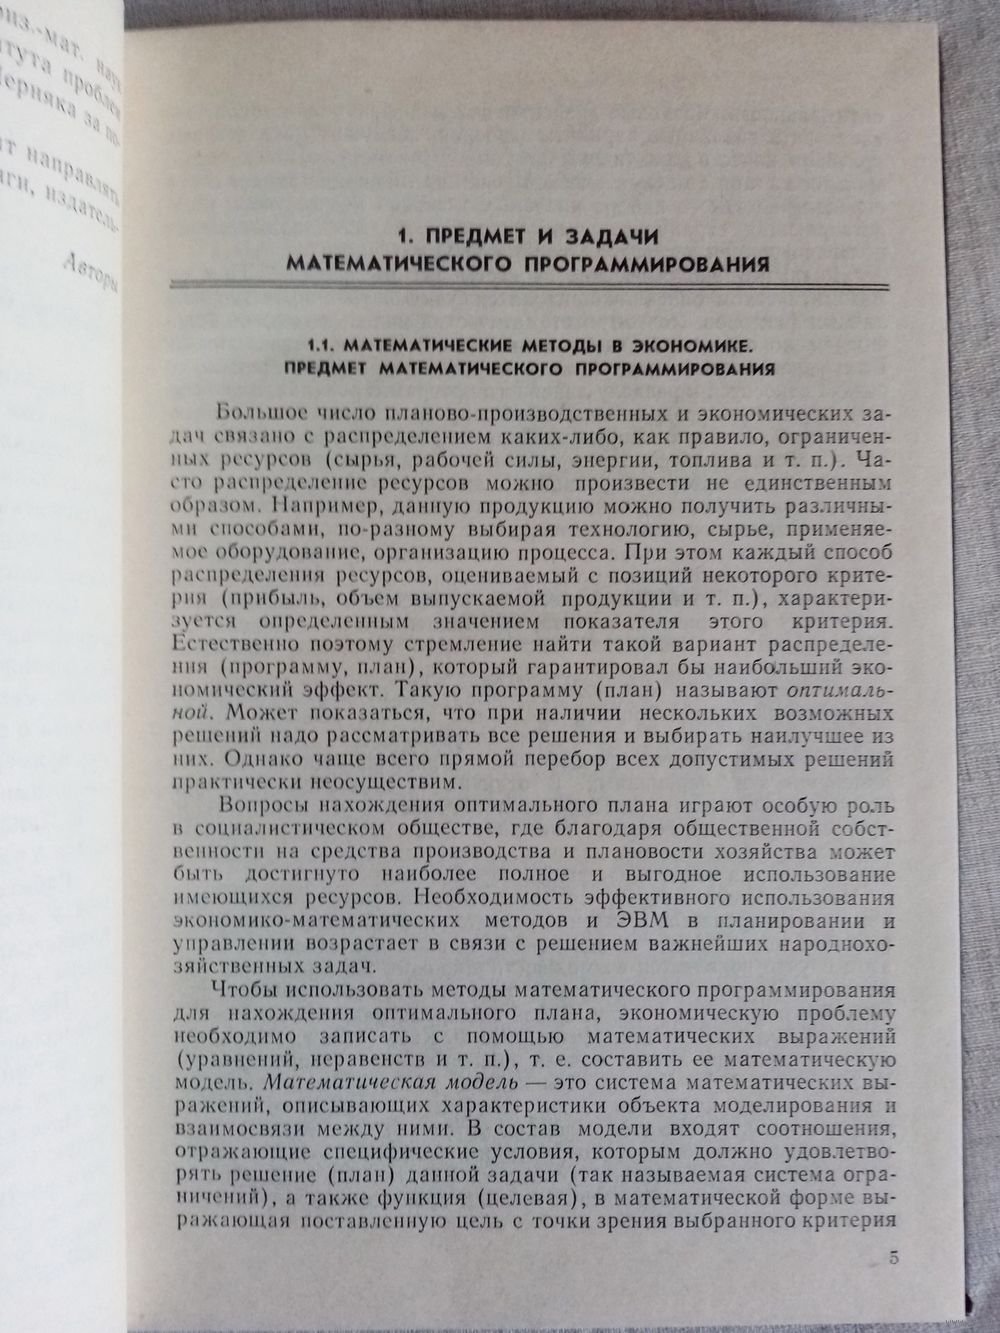 из.-мат. наук
тута проблем
Черняка за по-
т направлять
иги, издатель-
Авторы
1. ПРЕДМЕТ И ЗАДАЧИ
МАТЕМАТИЧЕСКОГО ПРОГРАММИРОВАНИЯ
1.1. МАТЕМАТИЧЕСКИЕ МЕТОДЫ В ЭКОНОМИКЕ.
ПРЕДМЕТ МАТЕМАТИЧЕСКОГО ПРОГРАММИРОВАНИЯ
Большое число планово-производственных и экономических за-
дач связано с распределением каких-либо, как правило, ограничен-
ных ресурсов (сырья, рабочей силы, энергии, топлива и т. п.). Ча-
сто распределение ресурсов можно произвести не единственным
образом. Например, данную продукцию можно получить различны-
ми способами, по-разному выбирая технологию, сырье, применяе-
мое оборудование, организацию процесса. При этом каждый способ
распределения ресурсов, оцениваемый с позиций некоторого крите-
рия (прибыль, объем выпускаемой продукции и т. п.), характери-
зуется определенным значением показателя этого критерия.
Естественно поэтому стремление найти такой вариант распределе-
ния (программу, план), который гарантировал бы наибольший эко-
номический эффект. Такую программу (план) называют оптималь-
ной. Может показаться, что при наличии нескольких возможных
решений надо рассматривать все решения и выбирать наилучшее из
них. Однако чаще всего прямой перебор всех допустимых решений
практически неосуществим.
Вопросы нахождения оптимального плана играют особую роль
в социалистическом обществе, где благодаря общественной собст-
венности на средства производства и плановости хозяйства может
быть достигнуто наиболее полное и выгодное использование
имеющихся ресурсов. Необходимость эффективного использования
экономико-математических методов и ЭВМ в планировании и
управлении возрастает в связи с решением важнейших народнохо-
зяйственных задач.
Чтобы использовать методы математического программирования
для нахождения оптимального плана, экономическую проблему
необходимо записать с помощью математических выражений
(уравнений, неравенств и т. п.), т. е. составить ее математическую
модель. Математическая модель — это система математических вы-
ражений, описывающих характеристики объекта моделирования и
взаимосвязи между ними. В состав модели входят соотношения,
отражающие специфические условия, которым должно удовлетво-
рять решение (план) данной задачи (так называемая система огра-
ничений), а также функция (целевая), в математической форме вы-
ражающая поставленную цель с точки зрения выбранного критерия
5